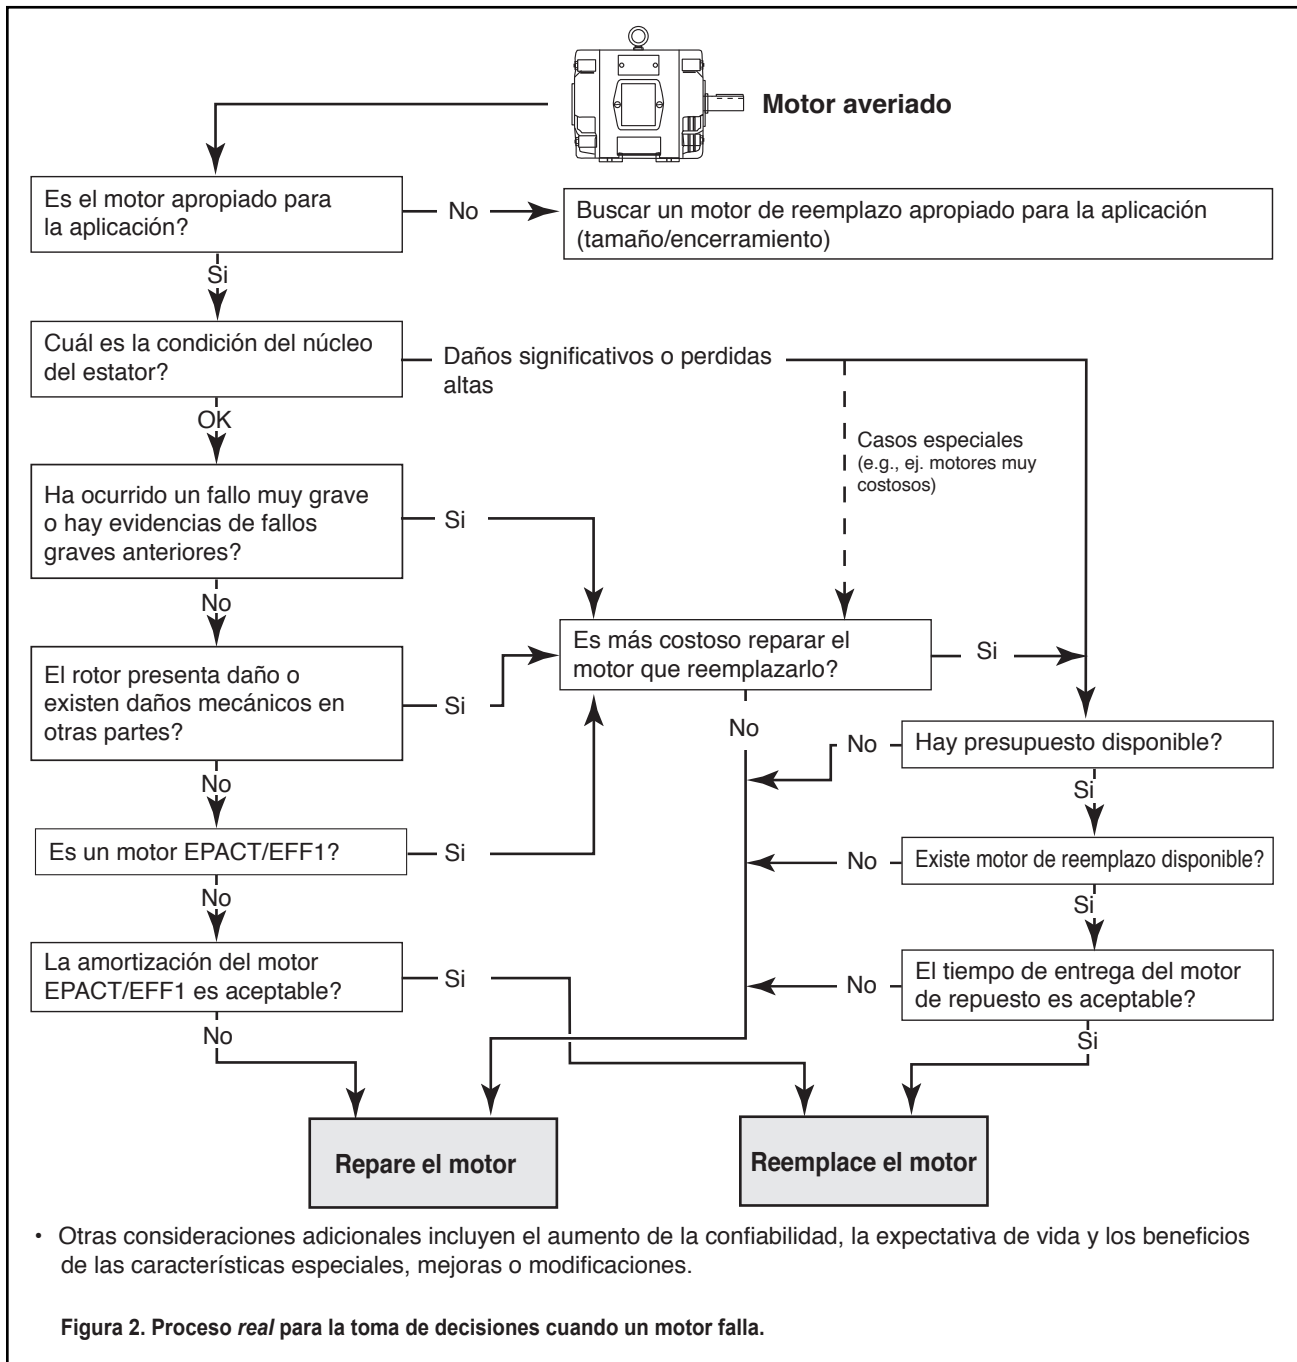 Motor averiado
Es el motor apropiado para
la aplicación?
No
Buscar un motor de reemplazo apropiado para la aplicación
(tamaño/encerramiento)
Si
Cuál es la condición del núcleo
del estator?
Daños significativos o perdidas
altas
OK
Casos especiales
(e.g., ej. motores muy
costosos)
Ha ocurrido un fallo muy grave
o hay evidencias de fallos
graves anteriores?
Si
No
Es más costoso reparar el
motor que reemplazarlo?
Si
No
El rotor presenta daño o
existen daños mecánicos en
otras partes?
Si
No
Hay presupuesto disponible?
No
Si
Es un motor EPACT/EFF1?
Si
No
Existe motor de reemplazo disponible?
No
Si
La amortización del motor
EPACT/EFF1 es aceptable?
Si
No
El tiempo de entrega del motor
de repuesto es aceptable?
No
Si
Repare el motor
Reemplace el motor
• Otras consideraciones adicionales incluyen el aumento de la confiabilidad, la expectativa de vida y los beneficios
de las características especiales, mejoras o modificaciones.
Figura 2. Proceso real para la toma de decisiones cuando un motor falla.